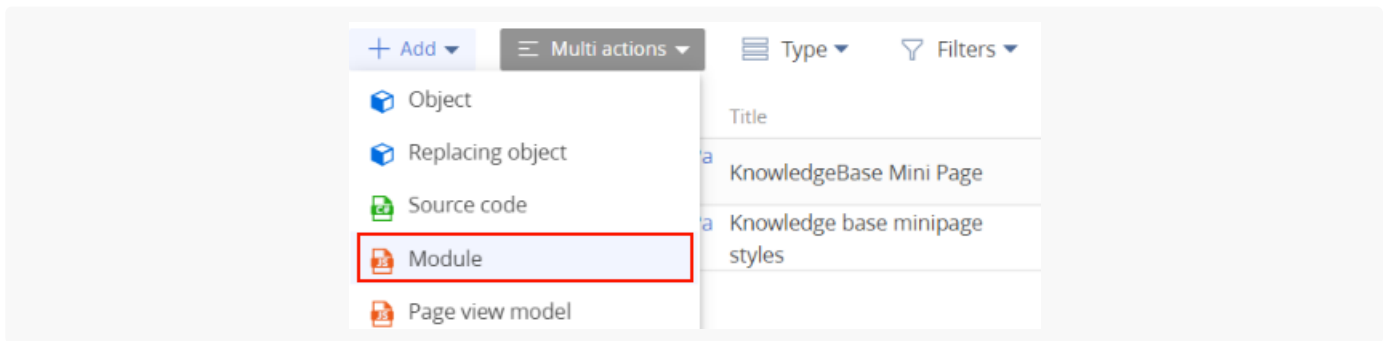 Add
Multi actions
Type
Filters
Object
Title
Replacing object
KnowledgeBase Mini Page
Source code
Knowledge base minipage
styles
Module
Page view model